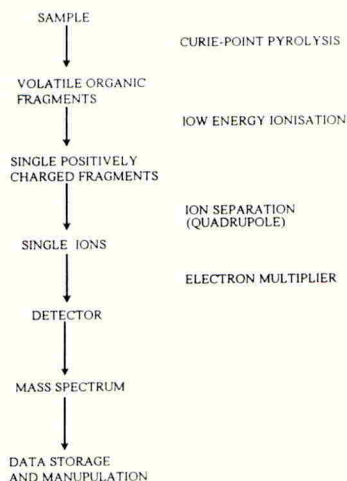 SAMPLE
CURIE-POINT PYROLYSIS
VOLATILE ORGANIC
FRAGMENTS
IOW ENERGY IONISATION
SINGLE POSITIVELY
CHARGED FRAGMENTS
ION SEPARATION
(QUADRUPOLE)
SINGLE IONS
ELECTRON MULTIPLIER
DETECTOR
MASS SPECTRUM
DATA STORAGE
AND MANUPULATION